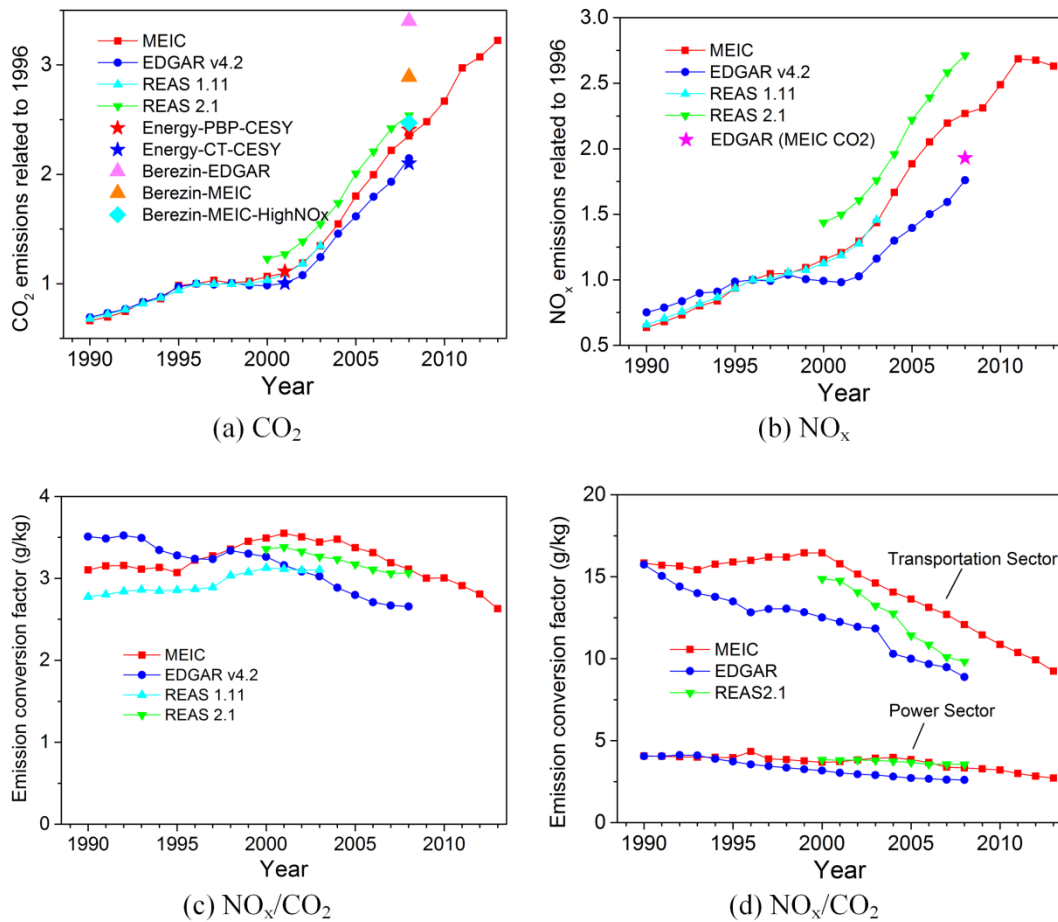 CO₂ emissions related to 1996
3
2
1
MEIC
EDGAR v4.2
REAS 1.11
REAS 2.1
Energy-PBP-CESY
Energy-CT-CESY
Berezin-EDGAR
Berezin-MEIC
Berezin-MEIC-HighNOx
1990 1995 2000 2005 2010
Year
(a) CO₂
NOₓ emissions related to 1996
3.0
2.5
2.0
1.5
1.0
0.5
MEIC
EDGAR v4.2
REAS 1.11
REAS 2.1
EDGAR (MEIC CO2)
1990 1995 2000 2005 2010
Year
(b) NOₓ
Emission conversion factor (g/kg)
4
3
2
1
0
MEIC
EDGAR v4.2
REAS 1.11
REAS 2.1
1990 1995 2000 2005 2010
Year
(c) NOₓ/CO₂
Emission conversion factor (g/kg)
20
15
10
5
0
Transportation Sector
MEIC
EDGAR
REAS2.1
Power Sector
1990 1995 2000 2005 2010
Year
(d) NOₓ/CO₂